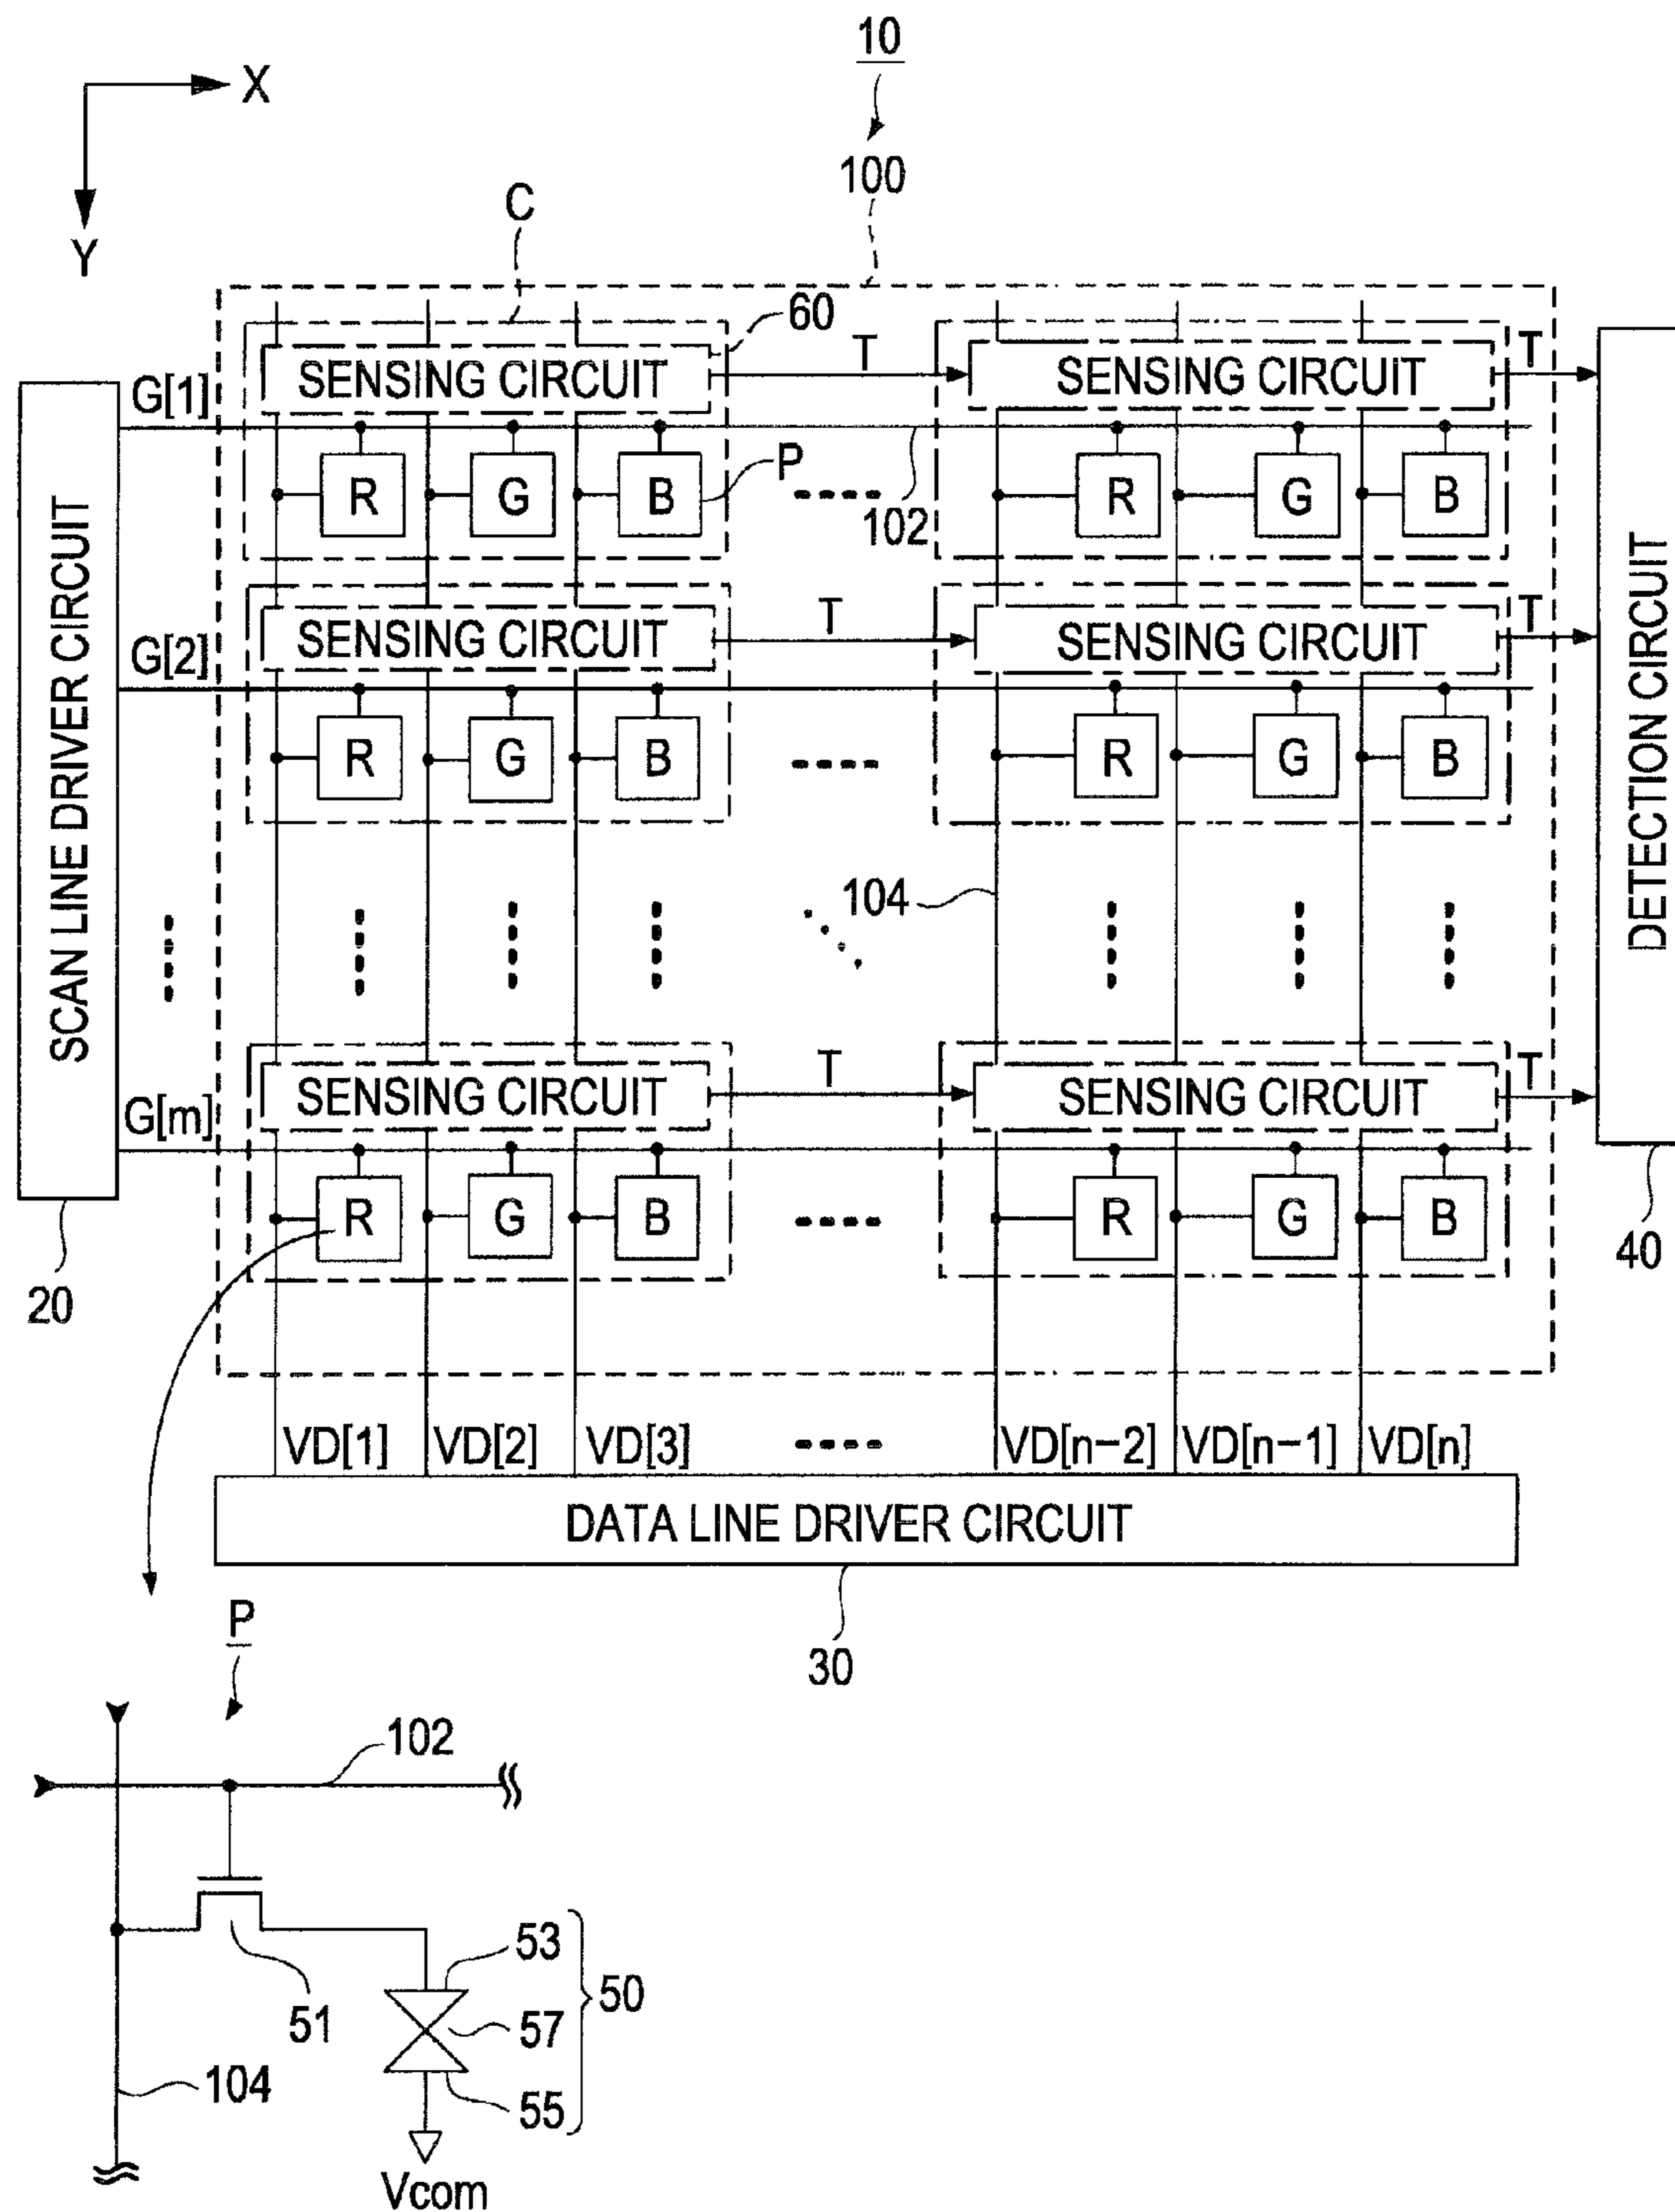 10
X
100
Y
C
60
SENSING CIRCUIT
T
SENSING CIRCUIT
T
G[1]
102
R
G
B
P
R
G
B
SENSING CIRCUIT
T
SENSING CIRCUIT
T
G[2]
R
G
B
R
G
B
SCAN LINE DRIVER CIRCUIT
DETECTION CIRCUIT
104
SENSING CIRCUIT
T
SENSING CIRCUIT
T
G[m]
R
G
B
R
G
B
20
40
VD[1]
VD[2]
VD[3]
VD[n-2]
VD[n-1]
VD[n]
DATA LINE DRIVER CIRCUIT
30
P
102
51
53
57
55
50
104
Vcom